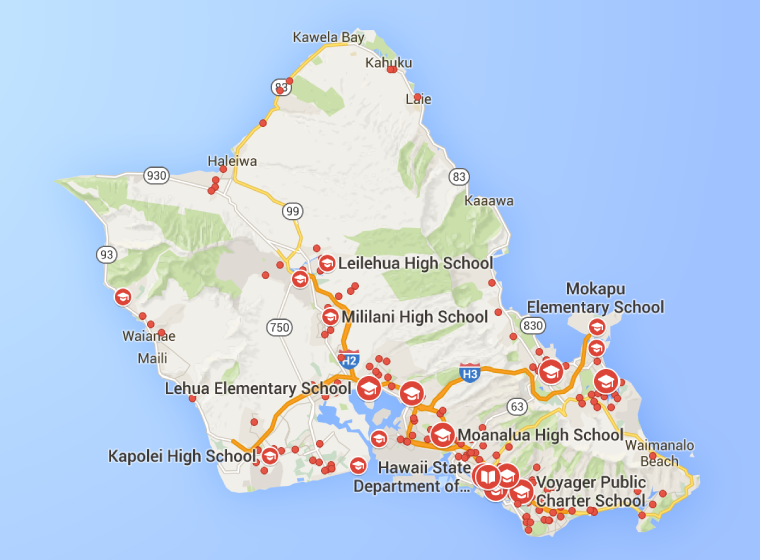 Kawela Bay
Kahuku
83
Laie
Haleiwa
930
83
Kaaawa
99
93
Leilehua High School
Mokapu
Elementary School
Mililani High School
750
830
Waianae
Maili
H2
H3
Lehua Elementary School
63
Moanalua High School
Waimanalo
Beach
Kapolei High School
Hawaii State
Department of...
Voyager Public
Charter School